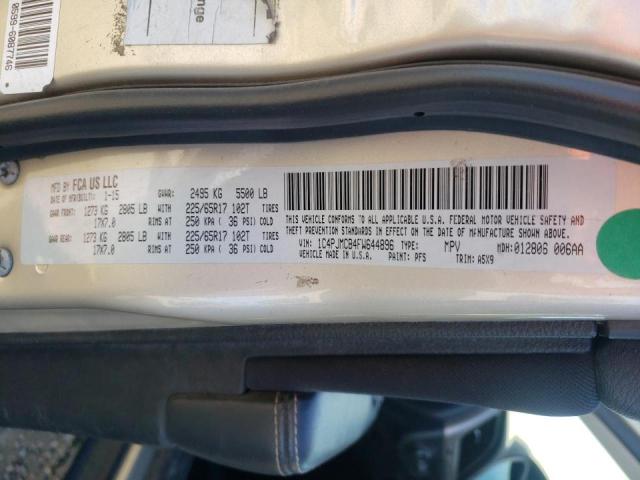 nge
0539-6008774G
MFD BY FCA US LLC
DATE OF MFR/BUILT: 1-15
GVWR: 2495 KG 5500 LB
GAWR FRONT: 1273 KG 2805 LB WITH 225/65R17 102T TIRES
17X7.0 RIMS AT 250 KPA ( 36 PSI) COLD
GAWR REAR: 1273 KG 2805 LB WITH 225/65R17 102T TIRES
17X7.0 RIMS AT 250 KPA ( 36 PSI) COLD
THIS VEHICLE CONFORMS TO ALL APPLICABLE
U.S.A. FEDERAL MOTOR VEHICLE SAFETY AND
THEFT PREVENTION STANDARDS IN EFFECT ON THE DATE OF MANUFACTURE SHOWN ABOVE.
VIN: 1C4PJMCB4FW644896 TYPE: MPV MDH: 012806 006AA
VEHICLE MADE IN U.S.A. PAINT: PFS TRIM: A5X9